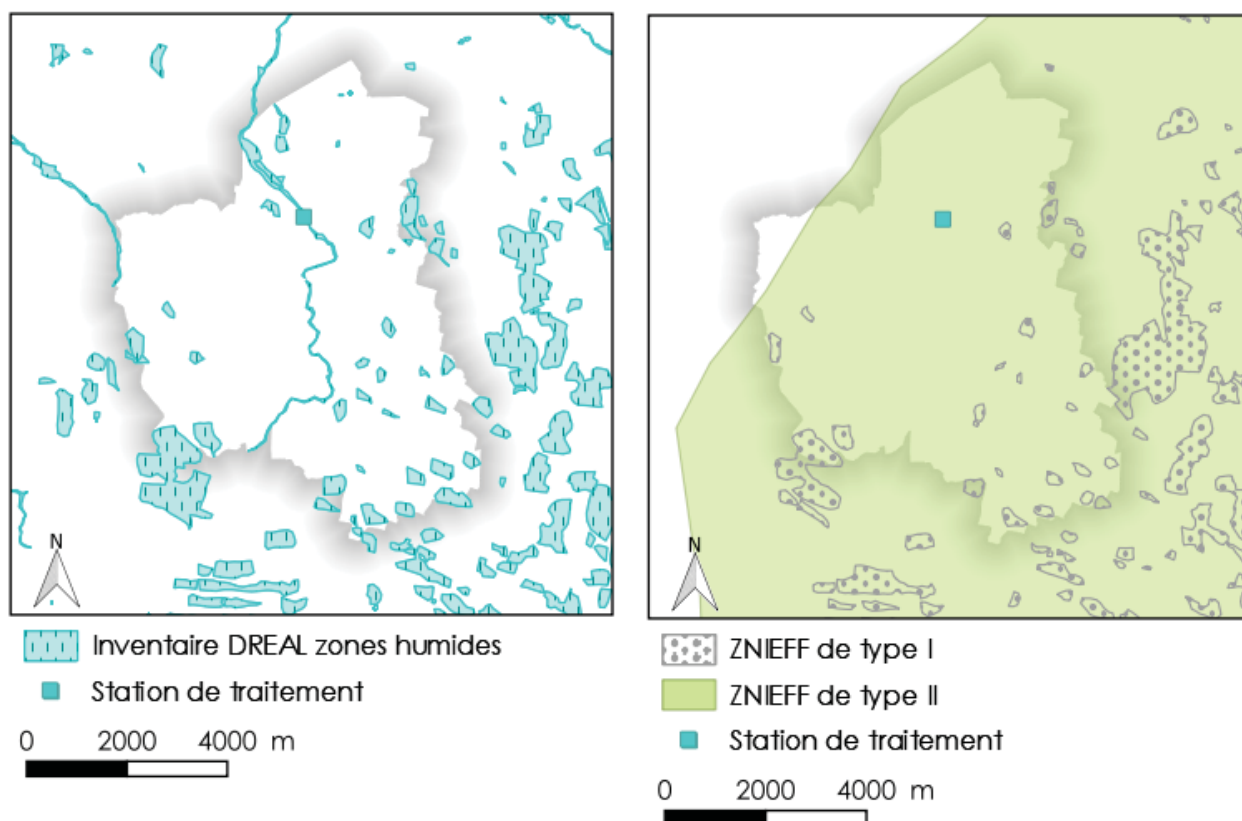 N
Inventaire DREAL zones humides
Station de traitement
0 2000 4000 m
N
ZNIEFF de type I
ZNIEFF de type II
Station de traitement
0 2000 4000 m